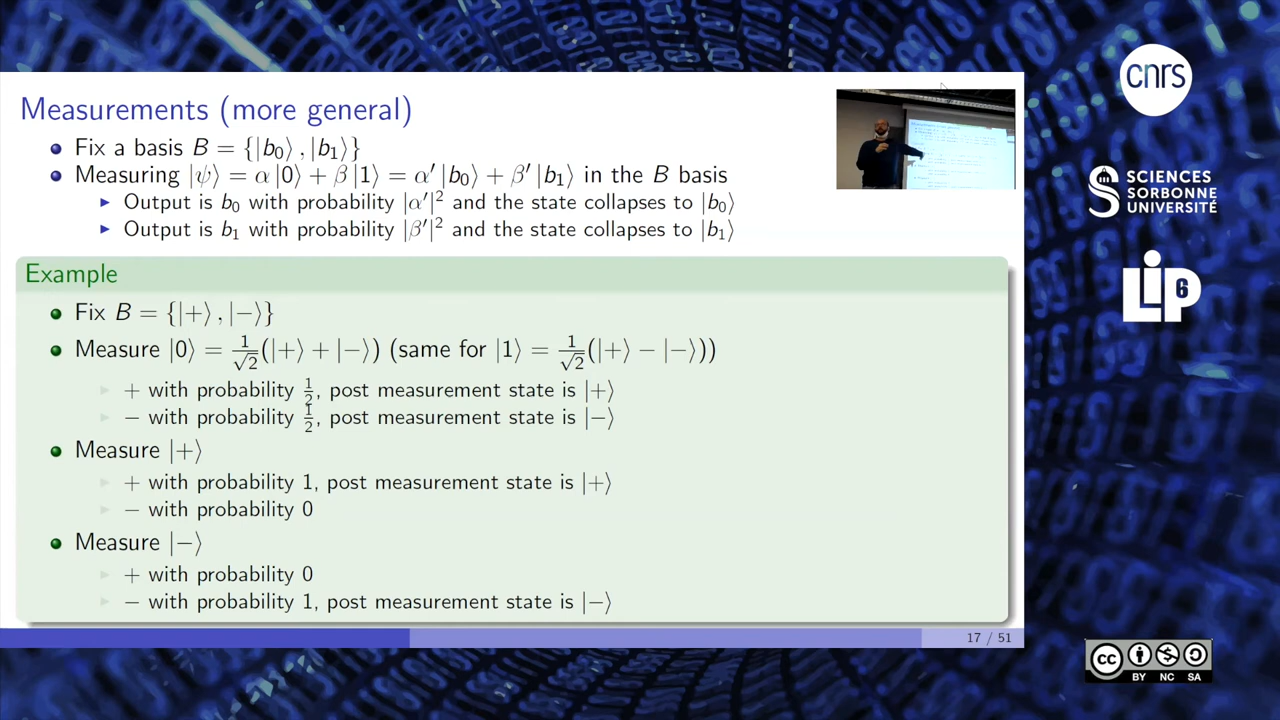 Measurements (more general)
Fix a basis B = {|b₀⟩, |b₁⟩}
Measuring |ψ⟩ = α |0⟩ + β |1⟩ = α′ |b₀⟩ + β′ |b₁⟩ in the B basis
Output is b₀ with probability |α′|² and the state collapses to |b₀⟩
Output is b₁ with probability |β′|² and the state collapses to |b₁⟩
Example
Fix B = {|+⟩, |−⟩}
Measure |0⟩ = 1/√2(|+⟩ + |−⟩) (same for |1⟩ = 1/√2(|+⟩ − |−⟩))
+ with probability 1/2, post measurement state is |+⟩
− with probability 1/2, post measurement state is |−⟩
Measure |+⟩
+ with probability 1, post measurement state is |+⟩
− with probability 0
Measure |−⟩
+ with probability 0
− with probability 1, post measurement state is |−⟩
17 / 51
cnrs
SCIENCES
SORBONNE
UNIVERSITÉ
LIP6
cc
BY NC SA